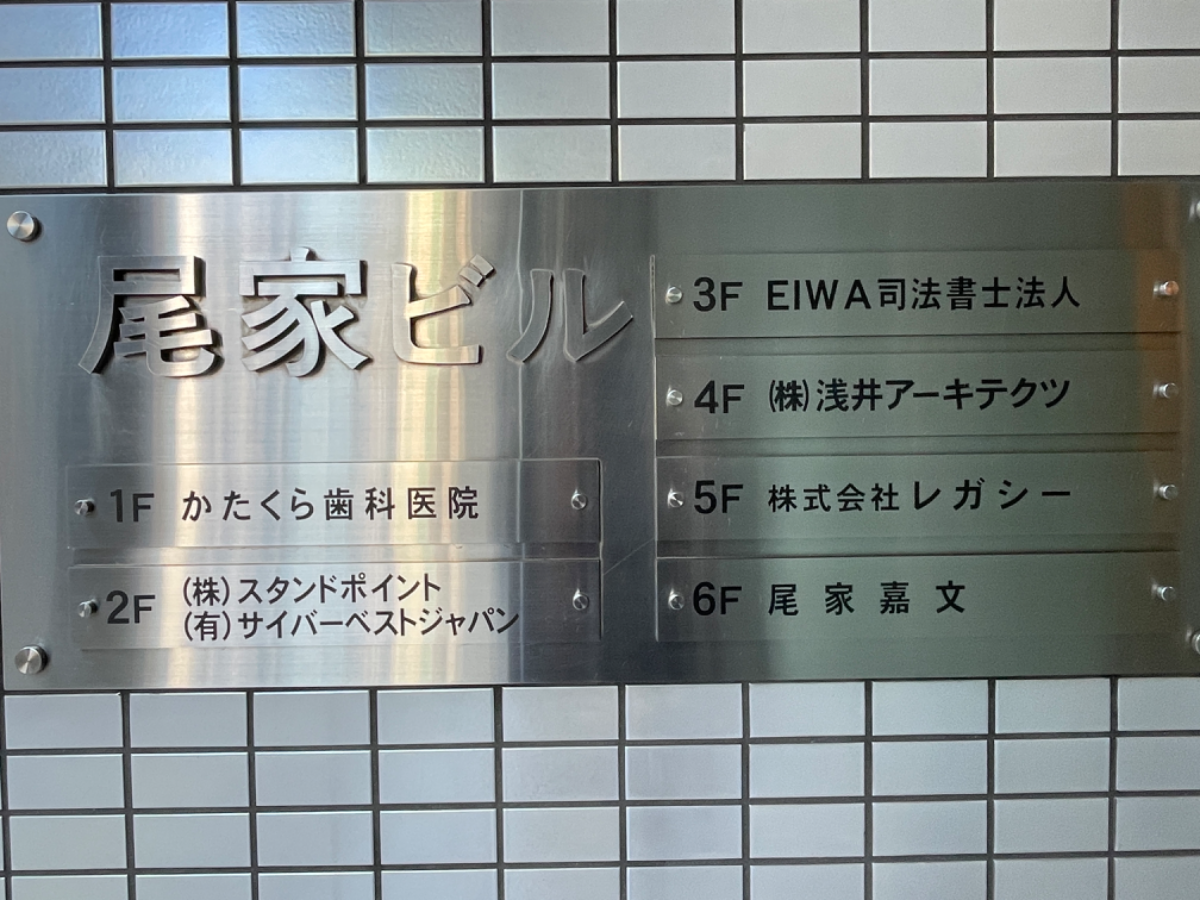 尾家ビル
1F かたくら歯科医院
2F (株)スタンドポイント
(有)サイバーベストジャパン
3F EIWA司法書士法人
4F (株)浅井アーキテクツ
5F 株式会社レガシー
6F 尾家嘉文